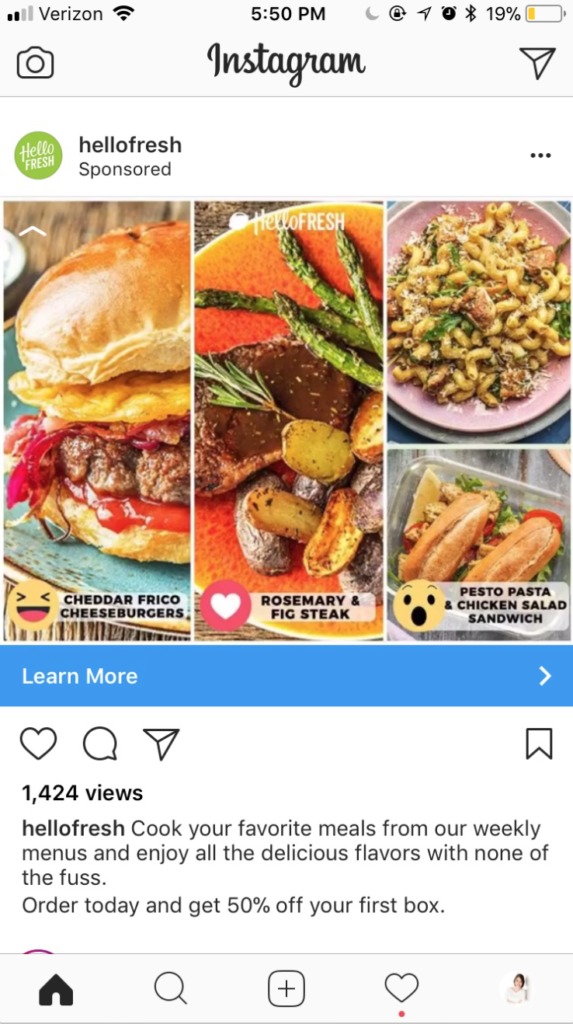 Verizon 5:50 PM 19%
Instagram
Hello
FRESH
hellofresh
Sponsored
HelloFRESH
CHEDDAR FRICO
CHEESEBURGERS
ROSEMARY &
FIG STEAK
PESTO PASTA
& CHICKEN SALAD
SANDWICH
Learn More
1,424 views
hellofresh Cook your favorite meals from our weekly
menus and enjoy all the delicious flavors with none of
the fuss.
Order today and get 50% off your first box.